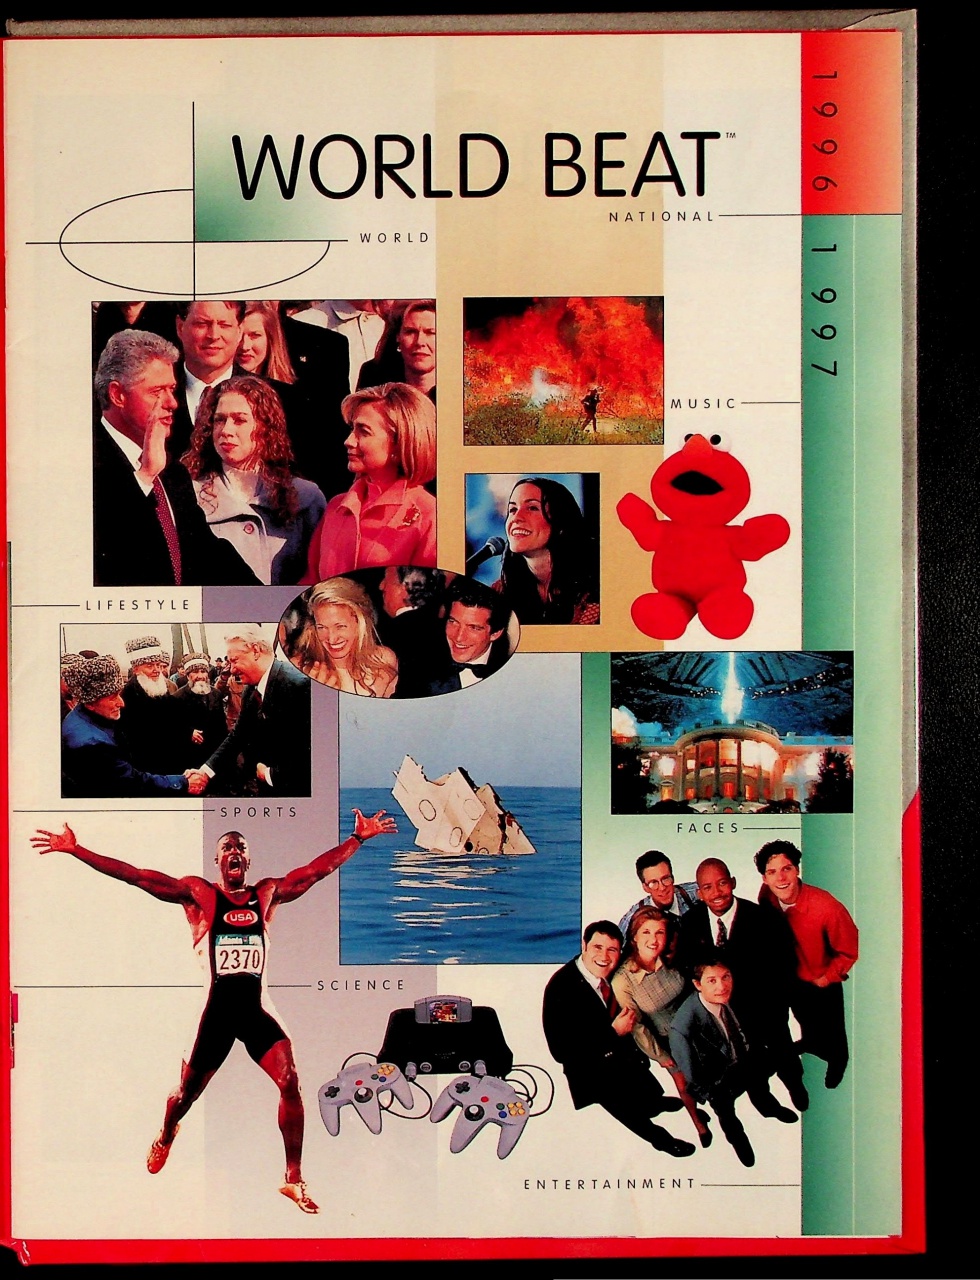 WORLD BEAT™
NATIONAL
WORLD
1996
1997
MUSIC
LIFESTYLE
SPORTS
FACES
USA
2370
SCIENCE
ENTERTAINMENT